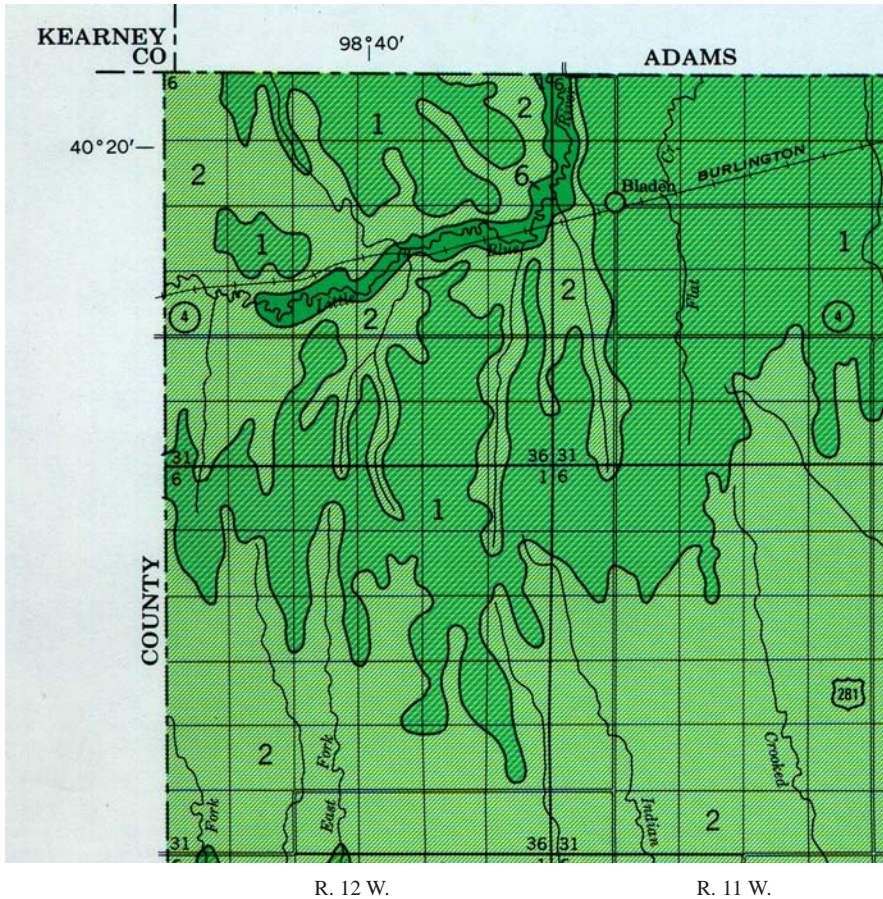 KEARNEY
CO
98°40'
ADAMS
6
1 6
2
1
River
40°20'
Cr.
BURLINGTON
2
6
Bladen
1
1
Blue
2
Flat
Little
4
2
4
31
6
36 31
1 6
1
COUNTY
281
2
Fork
Crooked
Fork
East
Indian
2
31
36 31
R. 12 W.
R. 11 W.